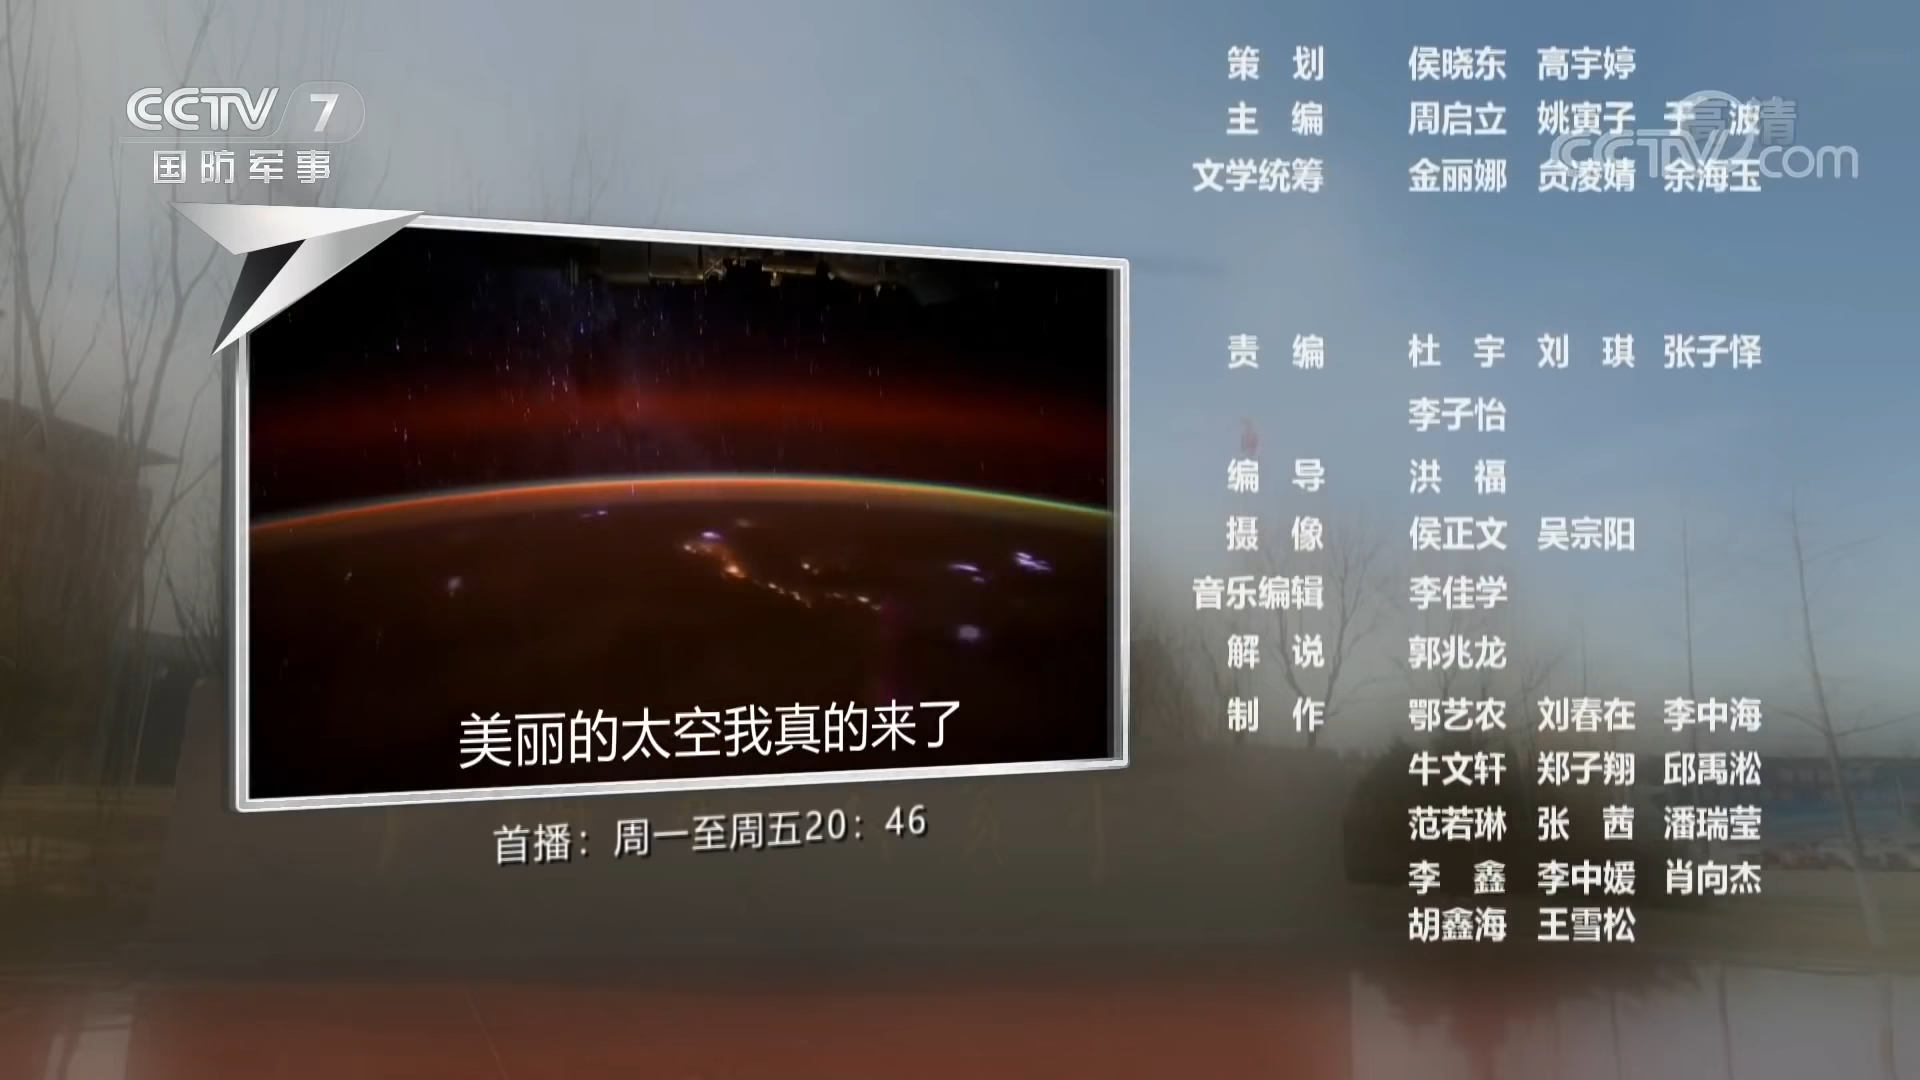 CCTV 7
国防军事
高清
CCTV.com
策 划 侯晓东 高宇婷
主 编 周启立 姚寅子 于 波
文学统筹 金丽娜 贠凌婧 余海玉
责 编 杜 宇 刘 琪 张子怿
李子怡
编 导 洪 福
摄 像 侯正文 吴宗阳
音乐编辑 李佳学
解 说 郭兆龙
制 作 鄂艺农 刘春在 李中海
牛文轩 郑子翔 邱禹淞
范若琳 张 茜 潘瑞莹
李 鑫 李中媛 肖向杰
胡鑫海 王雪松
美丽的太空我真的来了
首播：周一至周五20：46